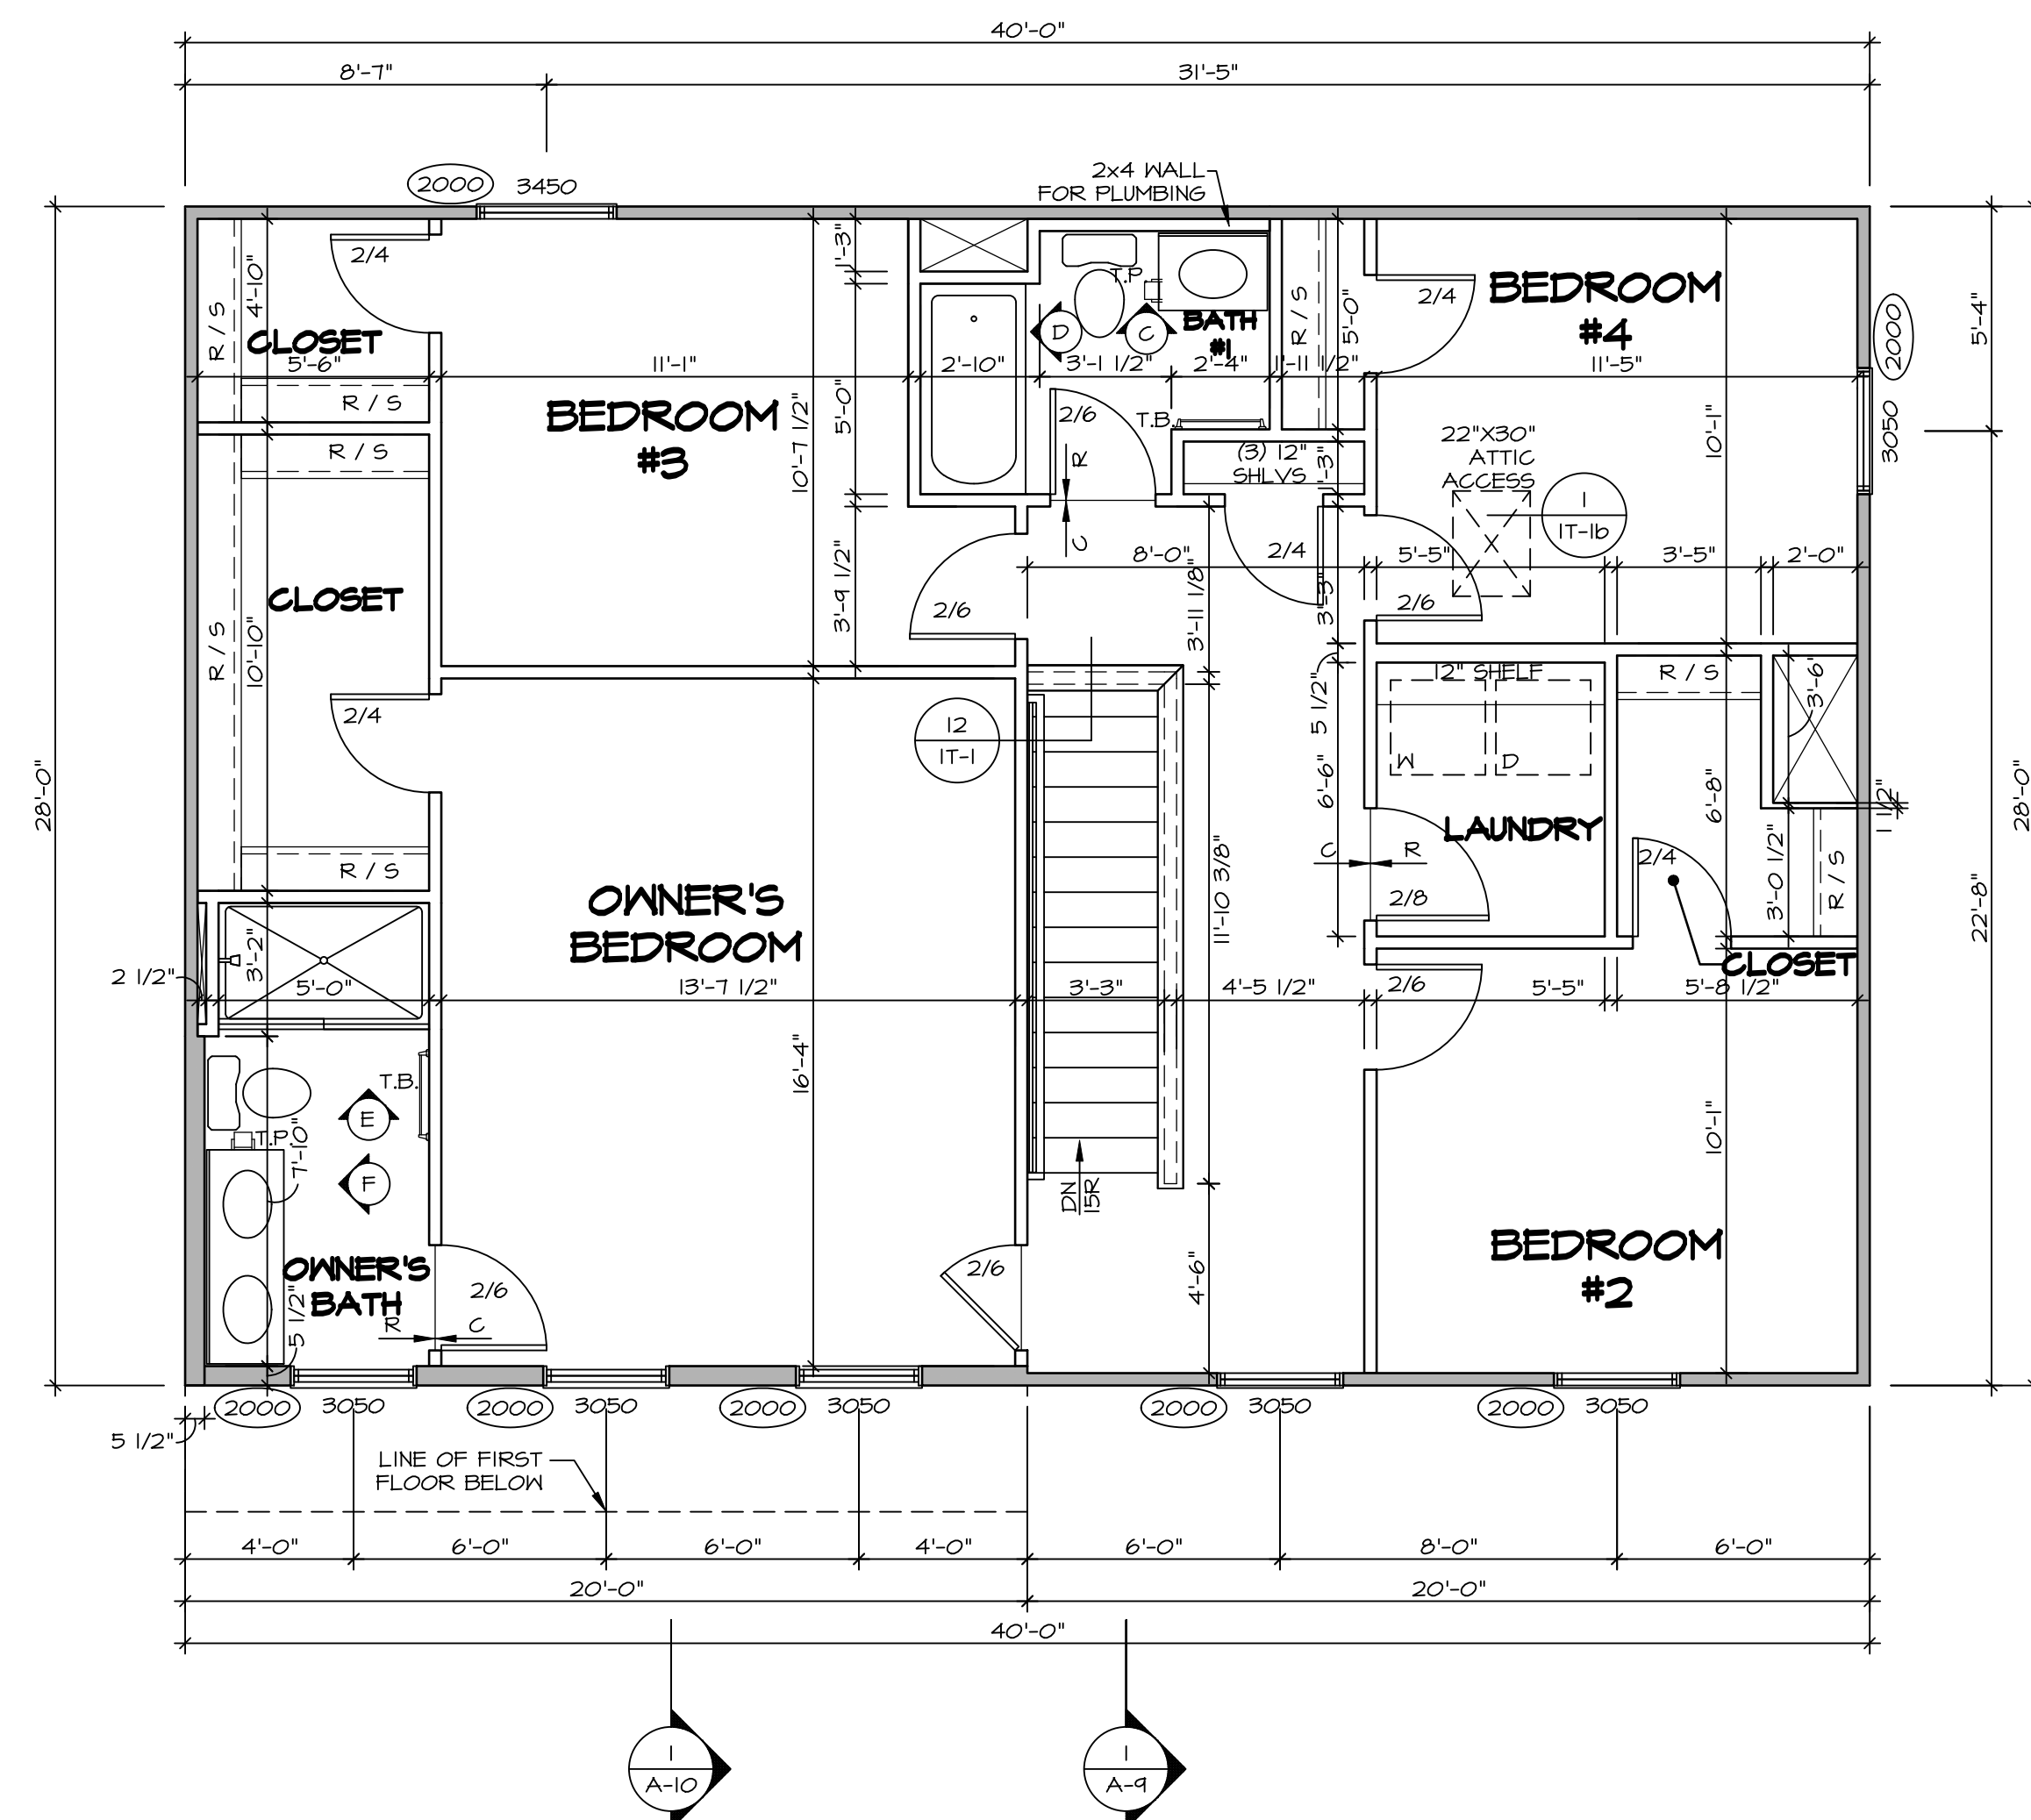 40'-0"
8'-7"
31'-5"
2000
3450
2x4 WALL
FOR PLUMBING
2/4
4'-10"
R / S
CLOSET
5'-6"
R / S
11'-1"
BEDROOM
#3
10'-7 1/2"
1'-3"
5'-0"
3'-9 1/2"
2'-10"
T.P.
D
C
BATH
#1
3'-1 1/2"
2'-4"
1'-11 1/2"
2/6
T.B.
R
C
R / S
5'-0"
(3) 12"
SHLVS
1'-3"
2/4
BEDROOM
#4
11'-5"
10'-1"
22"X30"
ATTIC
ACCESS
X
1
IT-1b
2000
3050
5'-4"
R / S
CLOSET
R / S
10'-10"
2/4
R / S
2/6
8'-0"
3'-11 1/8"
2/4
3'-3"
5'-5"
2/6
3'-5"
2'-0"
5 1/2"
12" SHELF
W
D
R / S
3'-6"
12
IT-1
6'-6"
LAUNDRY
6'-8"
1 1/2"
C
R
2/8
2/4
3'-0 1/2"
R / S
CLOSET
28'-0"
28'-0"
22'-8"
OWNER'S
BEDROOM
11'-10 3/8"
2 1/2"
3'-2"
5'-0"
13'-7 1/2"
3'-3"
4'-5 1/2"
2/6
5'-5"
5'-8 1/2"
16'-4"
T.B.
E
T.P.
7'-10"
F
DN
15R
10'-1"
OWNER'S
BATH
5 1/2"
R
C
2/6
2/6
4'-6"
BEDROOM
#2
2000
3050
2000
3050
2000
3050
2000
3050
2000
3050
5 1/2"
LINE OF FIRST
FLOOR BELOW
4'-0"
6'-0"
6'-0"
4'-0"
6'-0"
8'-0"
6'-0"
20'-0"
20'-0"
40'-0"
1
A-10
1
A-9